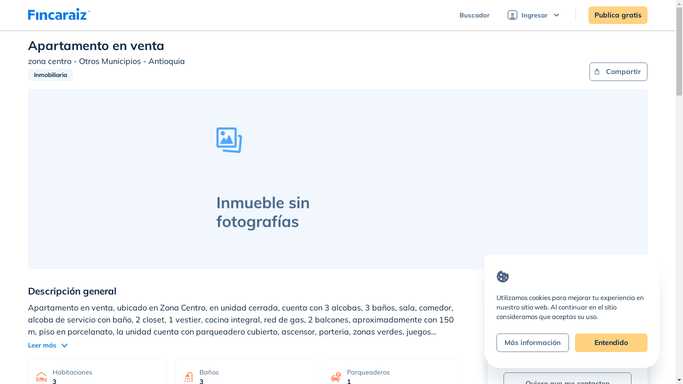 Fincaraiz
Buscador
Ingresar
Publica gratis
Apartamento en venta
zona centro - Otros Municipios - Antioquia
Inmobiliaria
Compartir
Inmueble sin
fotografías
Descripción general
Apartamento en venta, ubicado en Zona Centro, en unidad cerrada, cuenta con 3 alcobas, 3 baños, sala, comedor,
alcoba de servicio con baño, 2 closet, 1 vestier, cocina integral, red de gas, 2 balcones, aproximadamente con 150
m, piso en porcelanato, la unidad cuenta con parqueadero cubierto, ascensor, porteria, zonas verdes, juegos...
Leer más
Habitaciones
3
Baños
3
Parqueaderos
1
Utilizamos cookies para mejorar tu experiencia en
nuestro sitio web. Al continuar en el sitio
consideramos que aceptas su uso.
Más información
Entendido
Quiero que me contacten